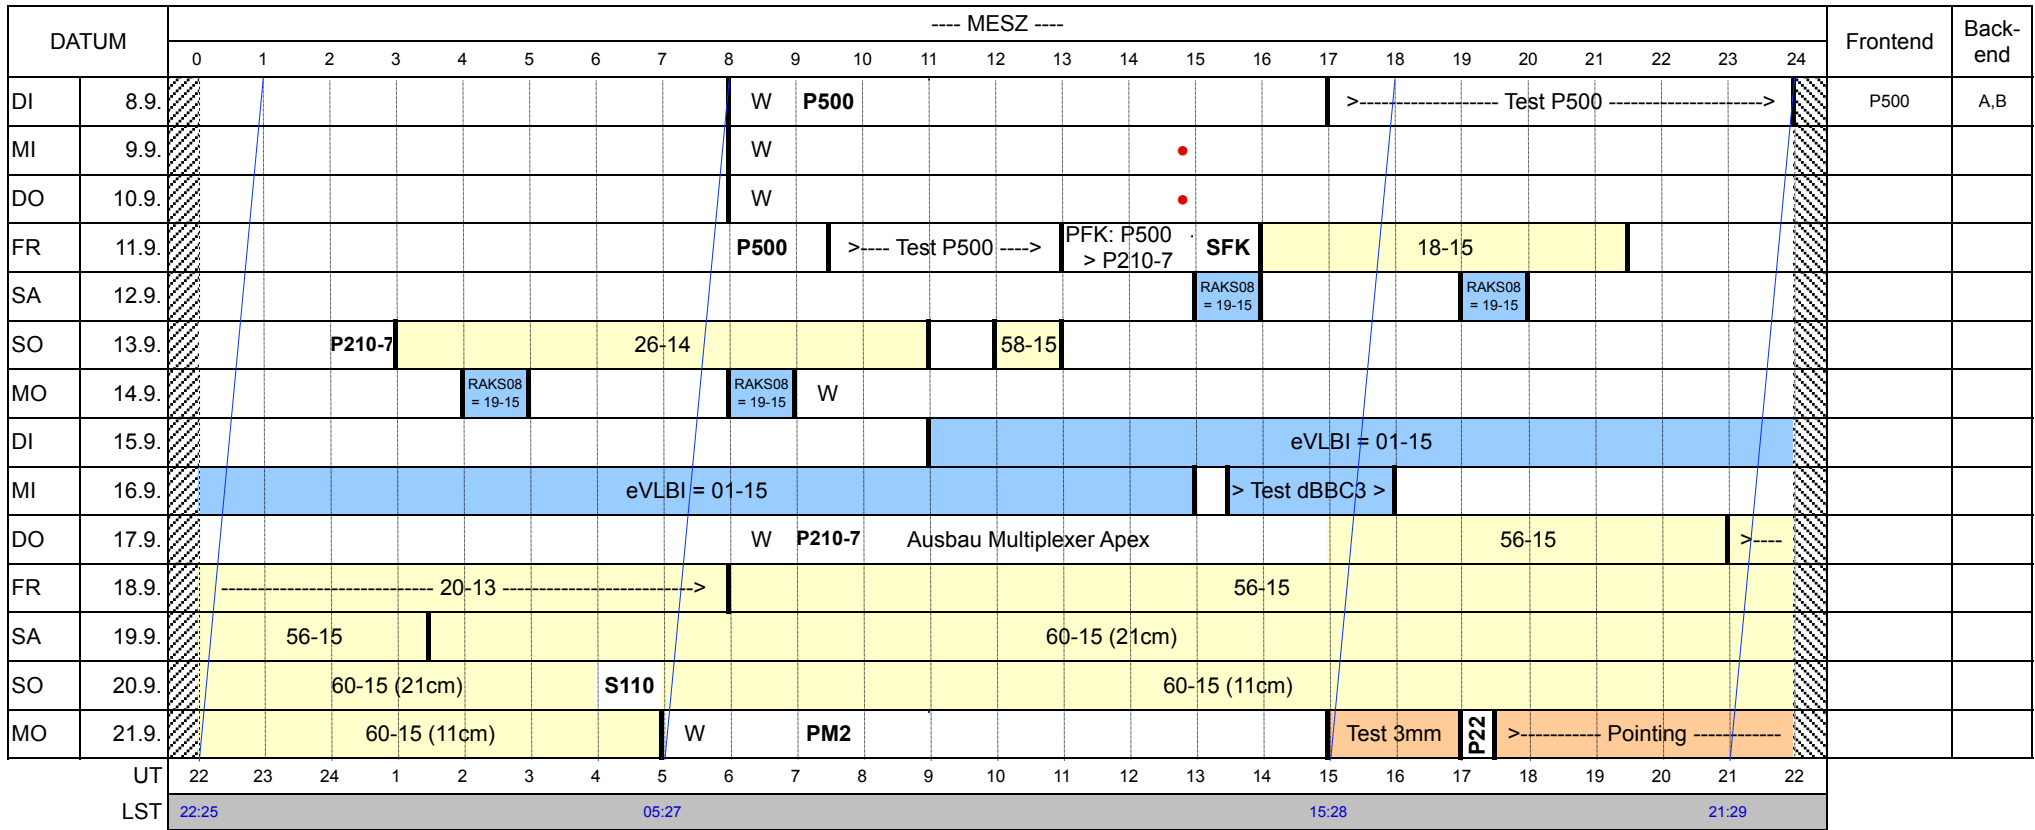 DATUM
---- MESZ ----
Frontend
Back-
end
0 1 2 3 4 5 6 7 8 9 10 11 12 13 14 15 16 17 18 19 20 21 22 23 24
DI 8.9. W P500 >------------------- Test P500 ---------------------> P500 A,B
MI 9.9. W
DO 10.9. W
FR 11.9. P500 >---- Test P500 ----> PFK: P500
> P210-7 SFK 18-15
SA 12.9. RAKS08
= 19-15 RAKS08
= 19-15
SO 13.9. P210-7 26-14 58-15
MO 14.9. RAKS08
= 19-15 RAKS08
= 19-15 W
DI 15.9. eVLBI = 01-15
MI 16.9. eVLBI = 01-15 > Test dBBC3 >
DO 17.9. W P210-7 Ausbau Multiplexer Apex 56-15 >----
FR 18.9. ----------------------------- 20-13 --------------------------> 56-15
SA 19.9. 56-15 60-15 (21cm)
SO 20.9. 60-15 (21cm) S110 60-15 (11cm)
MO 21.9. 60-15 (11cm) W PM2 Test 3mm P22 >----------- Pointing ------------
UT 22 23 24 1 2 3 4 5 6 7 8 9 10 11 12 13 14 15 16 17 18 19 20 21 22
LST 22:25 05:27 15:28 21:29